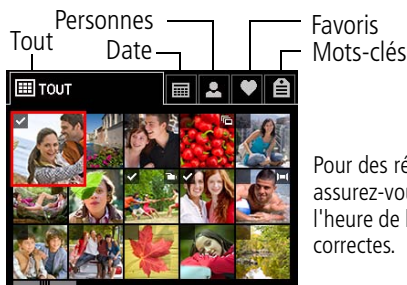 Personnes
Favoris
Tout
Date
Mots-clés
TOUT
Pour des ré
assurez-vou
l'heure de l
correctes.